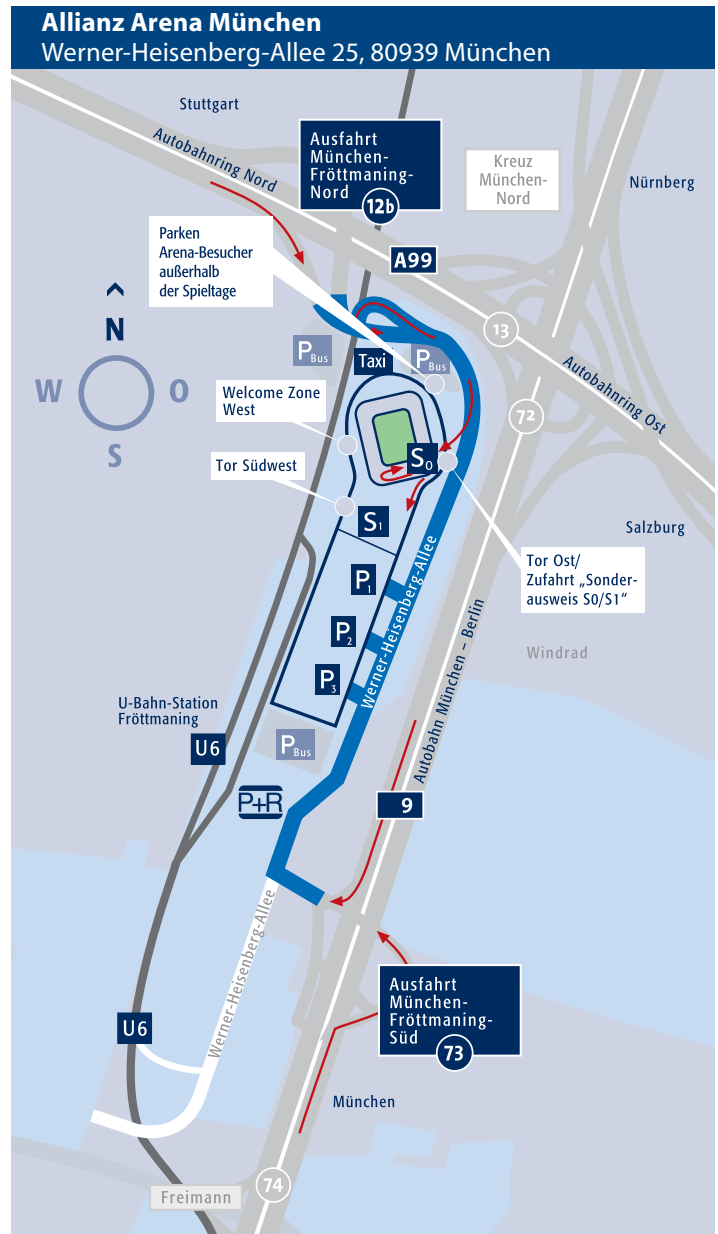 Allianz Arena München
Werner-Heisenberg-Allee 25, 80939 München
Stuttgart
Autobahnring Nord
Ausfahrt
München-
Fröttmaning-
Nord
12b
Kreuz
München-
Nord
Nürnberg
Parken
Arena-Besucher
außerhalb
der Spieltage
A99
N
W
O
S
13
P Bus
Taxi
P Bus
Autobahnring Ost
72
Welcome Zone
West
Tor Südwest
S0
S1
Salzburg
Tor Ost/
Zufahrt „Sonder-
ausweis S0/S1“
P1
P2
P3
Werner-Heisenberg-Allee
Autobahn München – Berlin
Windrad
U-Bahn-Station
Fröttmaning
U6
P Bus
P+R
9
Werner-Heisenberg-Allee
Ausfahrt
München-
Fröttmaning-
Süd
73
U6
München
74
Freimann